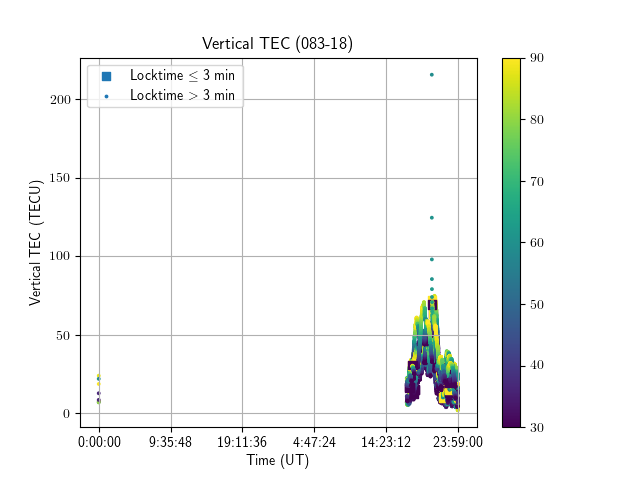 Vertical TEC (083-18)
Locktime ≤ 3 min
Locktime > 3 min
Vertical TEC (TECU)
200
150
100
50
0
0:00:00 9:35:48 19:11:36 4:47:24 14:23:12 23:59:00
Time (UT)
90
80
70
60
50
40
30